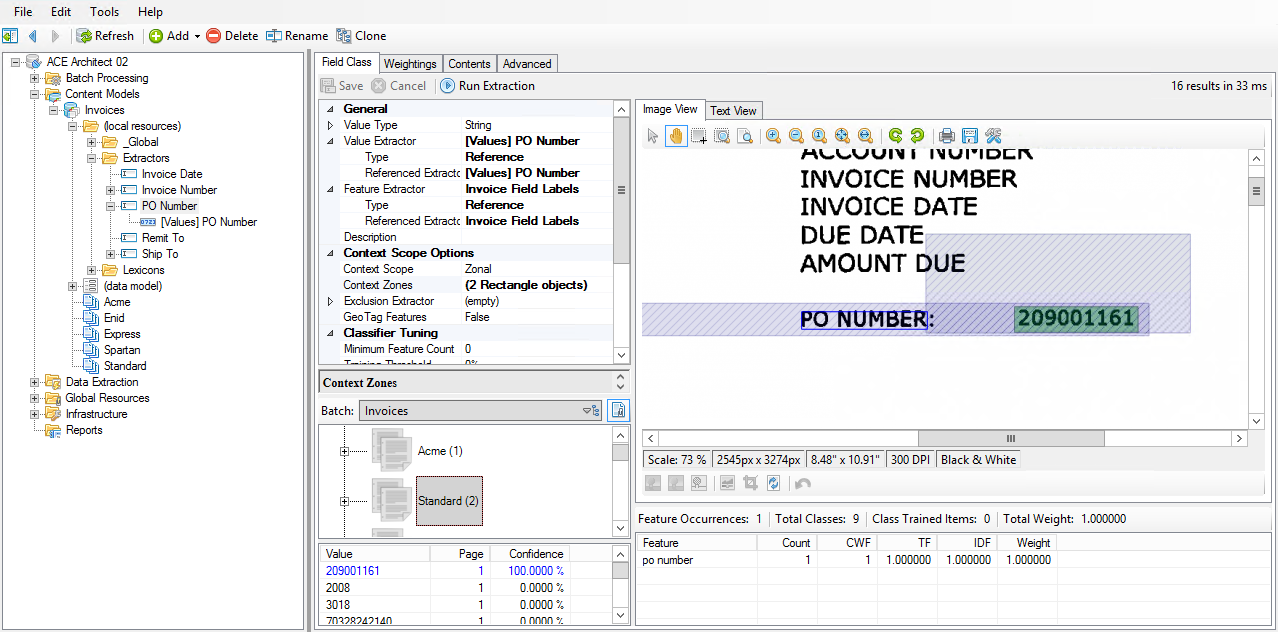 File Edit Tools Help
Refresh Add Delete Rename Clone
ACE Architect 02
Batch Processing
Content Models
Invoices
(local resources)
_Global
Extractors
Invoice Date
Invoice Number
PO Number
[Values] PO Number
Remit To
Ship To
Lexicons
(data model)
Acme
Enid
Express
Spartan
Standard
Data Extraction
Global Resources
Infrastructure
Reports
Field Class Weightings Contents Advanced
Save Cancel Run Extraction 16 results in 33 ms
General
Value Type String
Value Extractor [Values] PO Number
Type Reference
Referenced Extractc [Values] PO Number
Feature Extractor Invoice Field Labels
Type Reference
Referenced Extractc Invoice Field Labels
Description
Context Scope Options
Context Scope Zonal
Context Zones (2 Rectangle objects)
Exclusion Extractor (empty)
GeoTag Features False
Classifier Tuning
Minimum Feature Count 0
Training Threshold 0%
Context Zones
Batch: Invoices
Acme (1)
Standard (2)
Value Page Confidence
209001161 1 100.0000 %
2008 1 0.0000 %
3018 1 0.0000 %
70328242140 1 0.0000 %
Image View Text View
ACCOUNT NUMBER
INVOICE NUMBER
INVOICE DATE
DUE DATE
AMOUNT DUE
PO NUMBER: 209001161
Scale: 73 % 2545px x 3274px 8.48" x 10.91" 300 DPI Black & White
Feature Occurrences: 1 Total Classes: 9 Class Trained Items: 0 Total Weight: 1.000000
Feature Count CWF TF IDF Weight
po number 1 1 1.000000 1.000000 1.000000